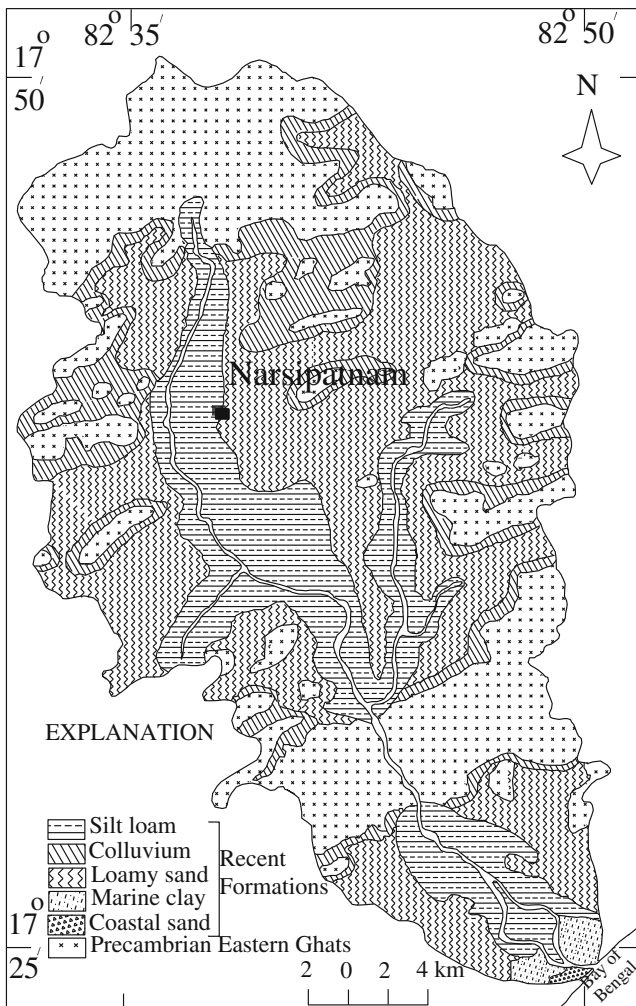 82° 35′
82° 50′
17° 50′
N
Narsipatnam
EXPLANATION
Silt loam
Colluvium
Loamy sand
Marine clay
Coastal sand
Recent
Formations
Precambrian Eastern Ghats
17° 25′
2 0 2 4 km
Bay of
Bengal